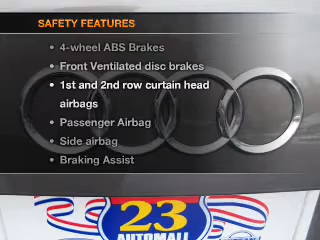 SAFETY FEATURES
• 4-wheel ABS Brakes
• Front Ventilated disc brakes
• 1st and 2nd row curtain head
airbags
• Passenger Airbag
• Side airbag
• Braking Assist
23
AUTOMALL